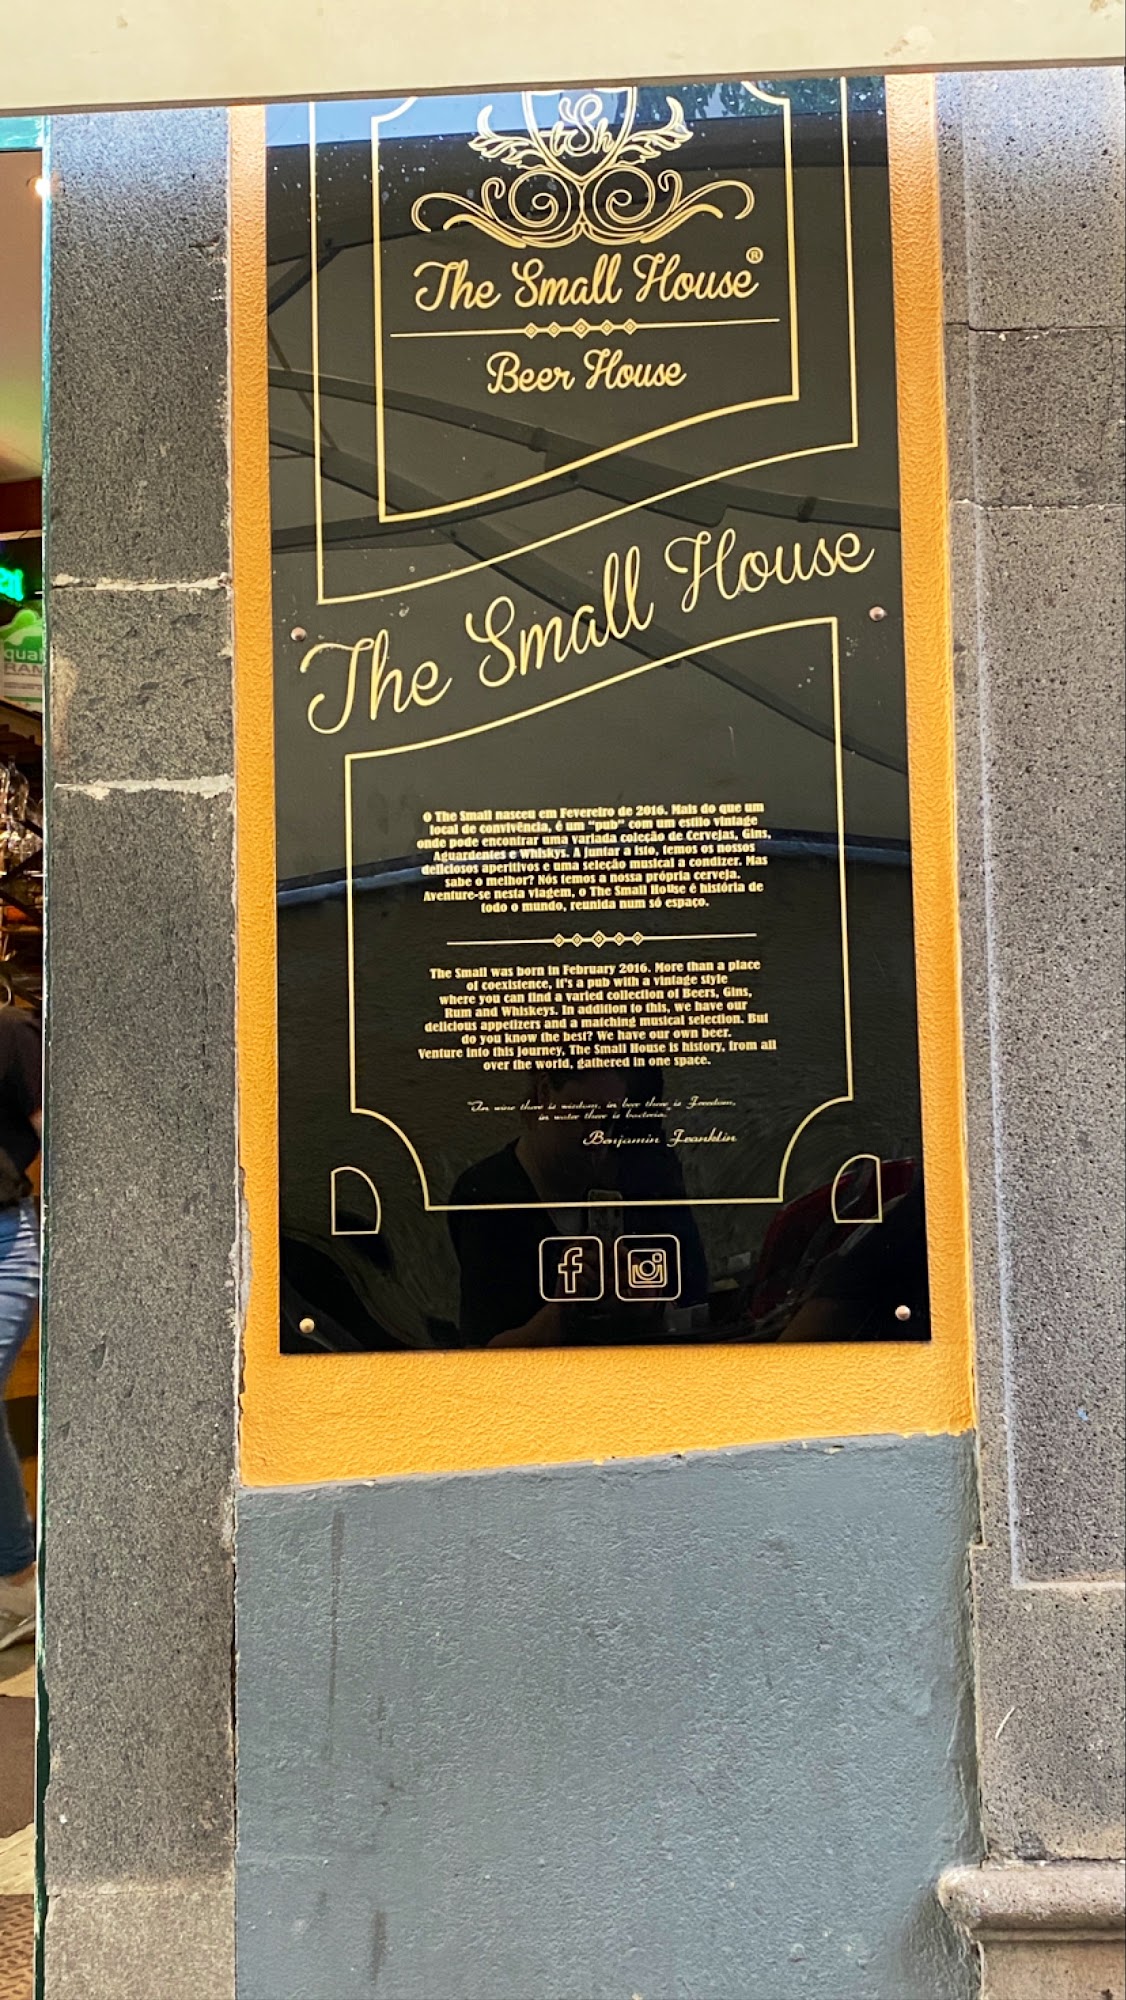 tSh
The Small House®
Beer House
The Small House
O The Small nasceu em Fevereiro de 2016. Mais do que um
local de convivência, é um "pub" com um estilo vintage
onde pode encontrar uma variada coleção de Cervejas, Gins,
Aguardentes e Whiskys. A juntar a isto, temos os nossos
deliciosos aperitivos e uma seleção musical a condizer. Mas
sabe o melhor? Nós temos a nossa própria cerveja.
Aventure-se nesta viagem, o The Small House é história de
todo o mundo, reunida num só espaço.
The Small was born in February 2016. More than a place
of coexistence, it's a pub with a vintage style
where you can find a varied collection of Beers, Gins,
Rum and Whiskeys. In addition to this, we have our
delicious appetizers and a matching musical selection. But
do you know the best? We have our own beer.
Venture into this journey, The Small House is history, from all
over the world, gathered in one space.
"In wine there is wisdom, in beer there is Freedom,
in water there is bacteria."
Benjamin Franklin